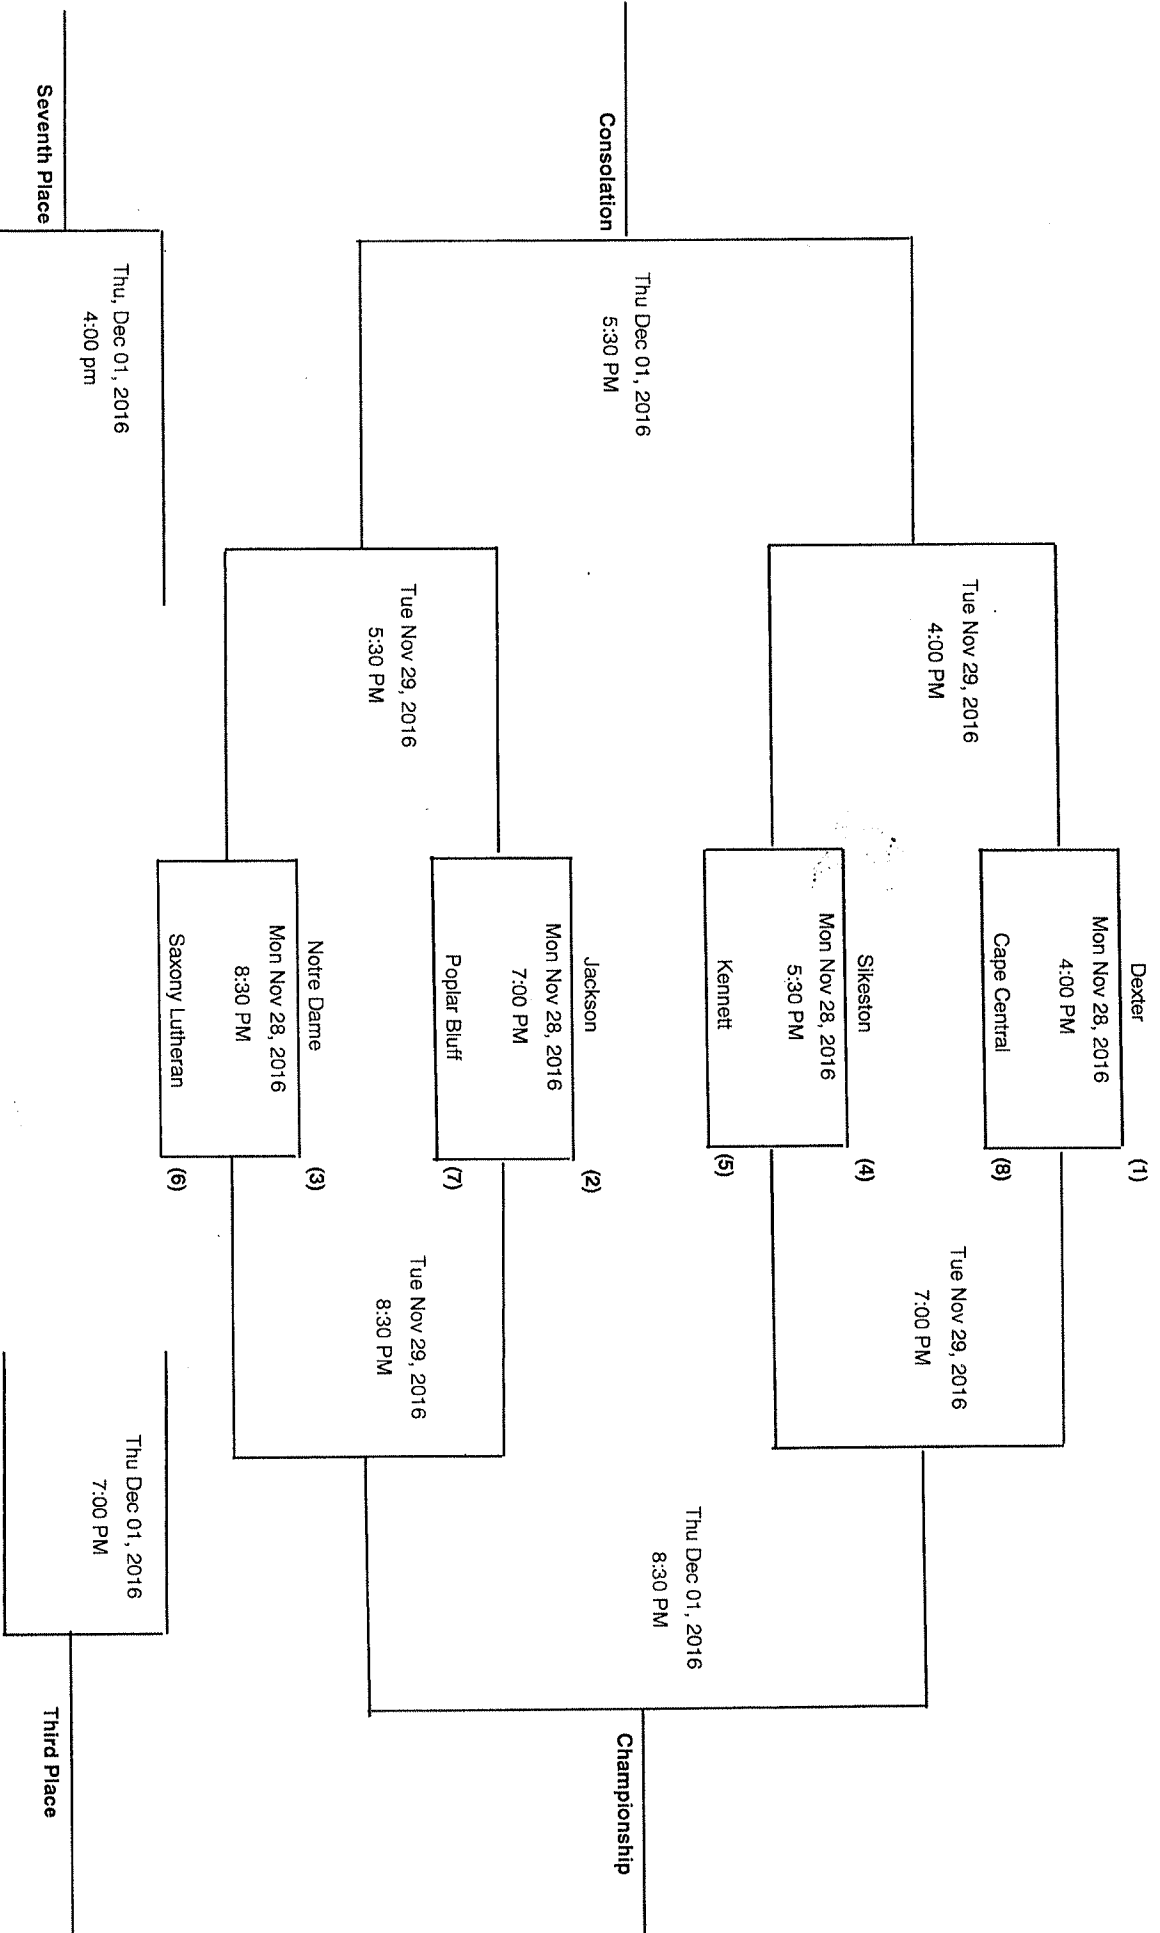 Dexter
(1)
Mon Nov 28, 2016
4:00 PM
Cape Central
(8)
Tue Nov 29, 2016
4:00 PM
Tue Nov 29, 2016
7:00 PM
Sikeston
(4)
Mon Nov 28, 2016
5:30 PM
Kennett
(5)
Thu Dec 01, 2016
5:30 PM
Consolation
Thu Dec 01, 2016
8:30 PM
Championship
Jackson
(2)
Mon Nov 28, 2016
7:00 PM
Poplar Bluff
(7)
Tue Nov 29, 2016
5:30 PM
Tue Nov 29, 2016
8:30 PM
Notre Dame
(3)
Mon Nov 28, 2016
8:30 PM
Saxony Lutheran
(6)
Thu, Dec 01, 2016
4:00 pm
Seventh Place
Thu Dec 01, 2016
7:00 PM
Third Place